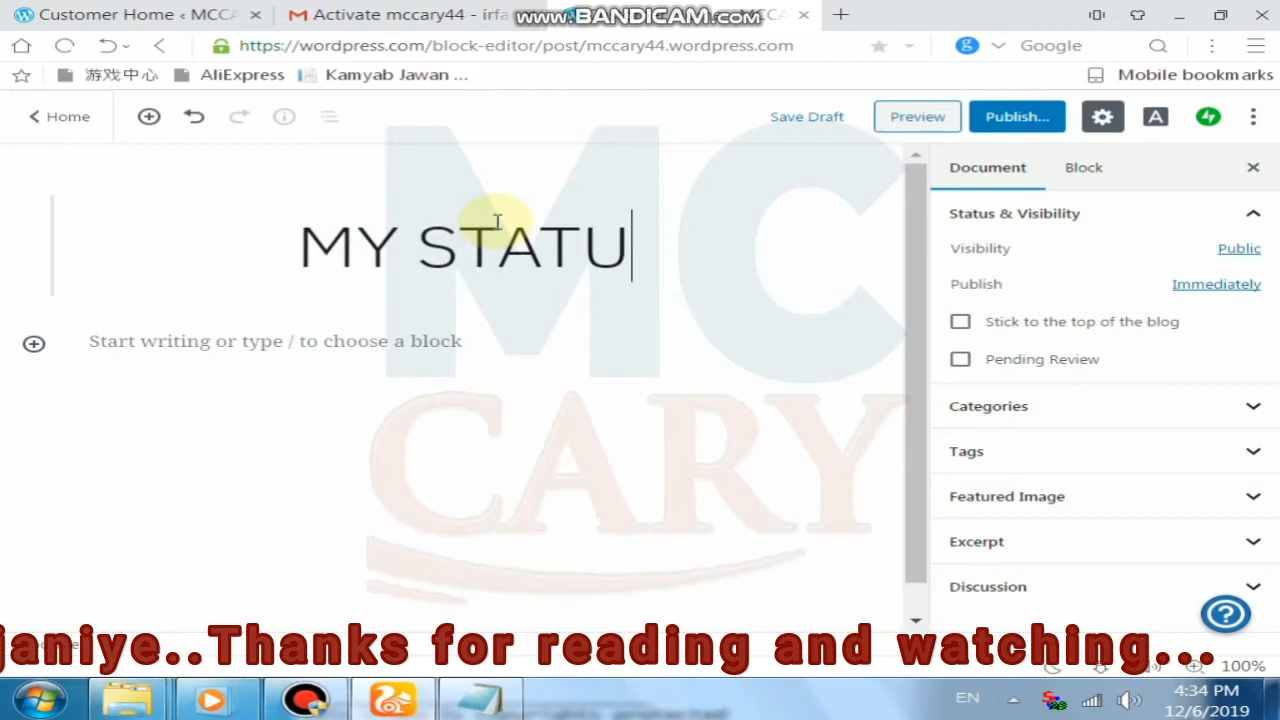 Customer Home ‹ MCCA
Activate mccary44 - irfa
www.BANDICAM.com
MCCA
https://wordpress.com/block-editor/post/mccary44.wordpress.com
Google
游戏中心
AliExpress
Kamyab Jawan ...
Mobile bookmarks
Home
Save Draft
Preview
Publish...
Document
Block
MY STATU
Start writing or type / to choose a block
Status & Visibility
Visibility
Public
Publish
Immediately
Stick to the top of the blog
Pending Review
Categories
Tags
Featured Image
Excerpt
Discussion
MC
CARY
janiye..Thanks for reading and watching...
100%
EN
4:34 PM
12/6/2019